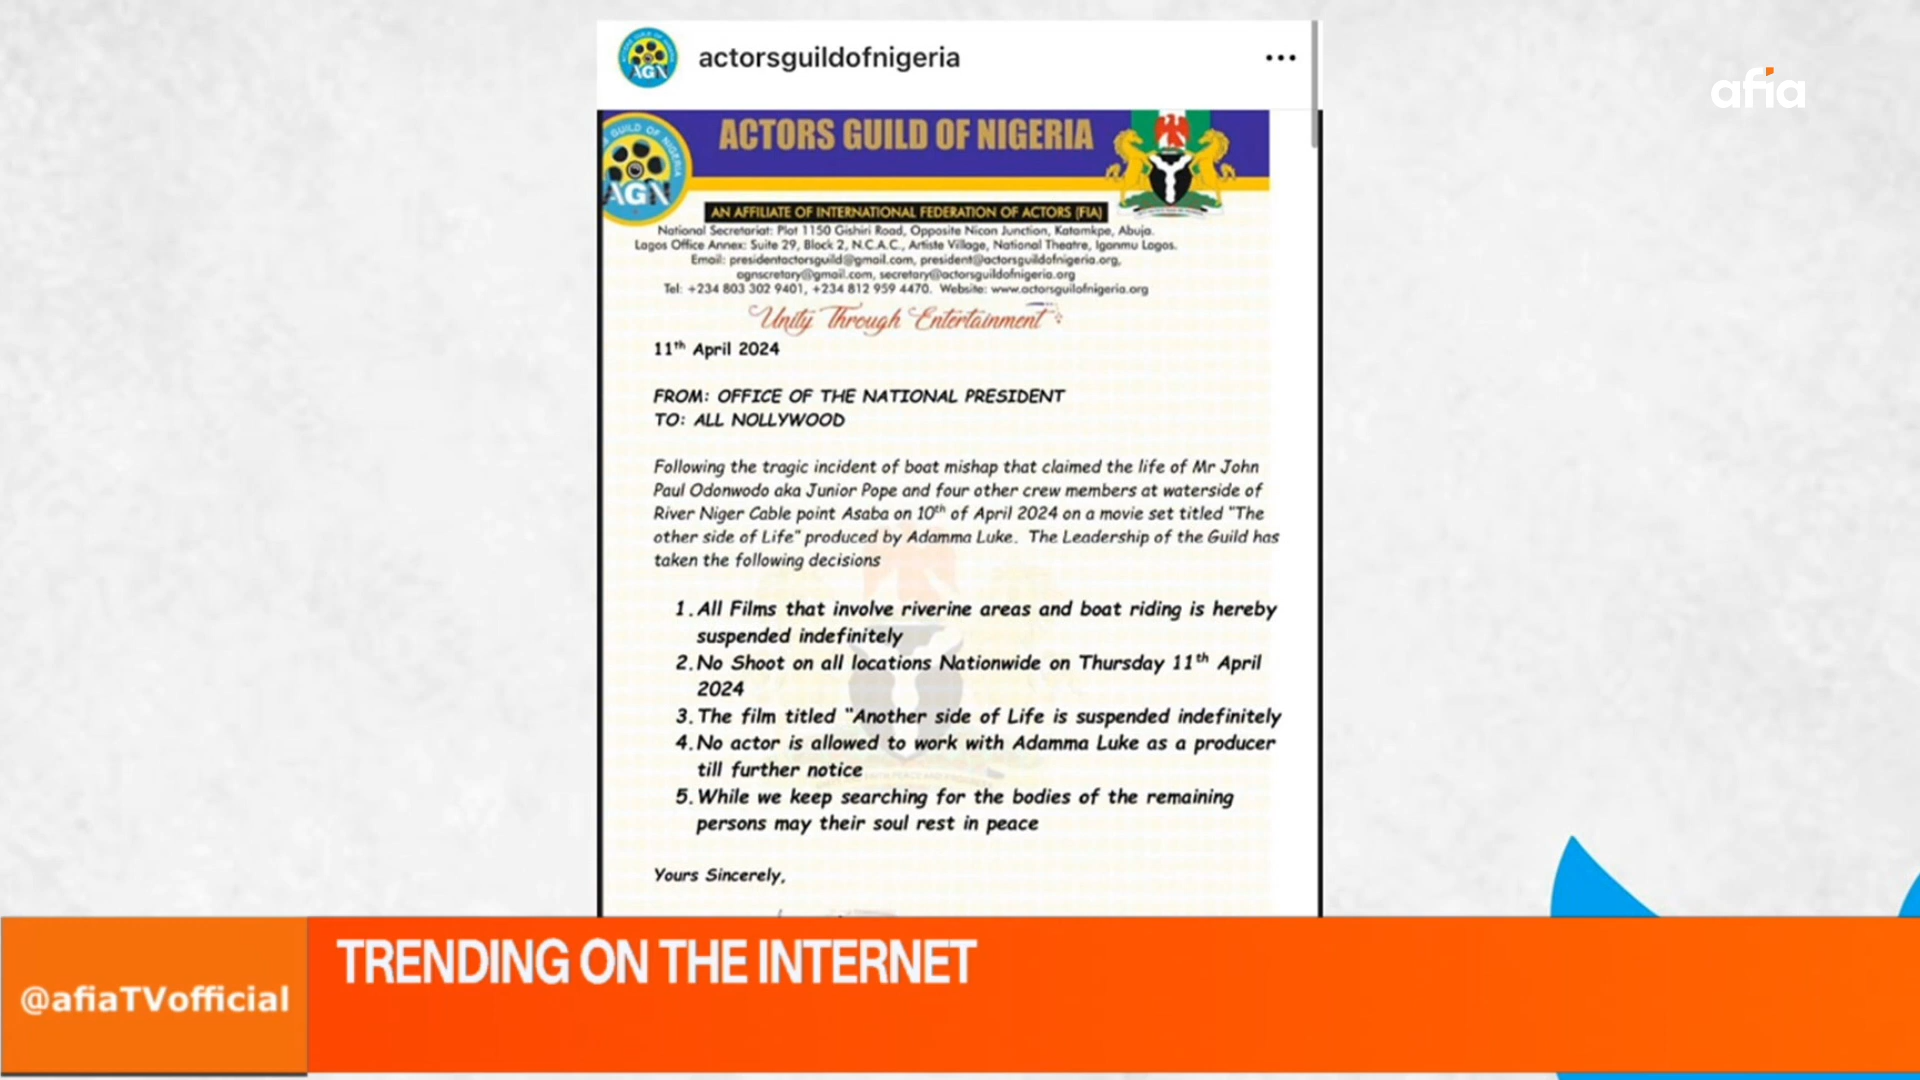 actorsguildofnigeria
afia
ACTORS GUILD OF NIGERIA
GUILD OF NIGERIA
AGN
AN AFFILIATE OF INTERNATIONAL FEDERATION OF ACTORS (FIA)
National Secretariat: Plot 1150 Gishiri Road, Opposite Nicon Junction, Katamkpe, Abuja.
Lagos Office Annex: Suite 29, Block 2, N.C.A.C., Artiste Village, National Theatre, Iganmu Lagos.
Email: presidentactorsguild@gmail.com, president@actorsguildofnigeria.org,
agnscretary@gmail.com, secretary@actorsguildofnigeria.org
Tel: +234 803 302 9401, +234 812 959 4470. Website: www.actorsguilofnigeria.org
Unity Through Entertainment
11th April 2024
FROM: OFFICE OF THE NATIONAL PRESIDENT
TO: ALL NOLLYWOOD
Following the tragic incident of boat mishap that claimed the life of Mr John
Paul Odonwodo aka Junior Pope and four other crew members at waterside of
River Niger Cable point Asaba on 10th of April 2024 on a movie set titled "The
other side of Life" produced by Adamma Luke. The Leadership of the Guild has
taken the following decisions
1. All Films that involve riverine areas and boat riding is hereby
suspended indefinitely
2. No Shoot on all locations Nationwide on Thursday 11th April
2024
3. The film titled "Another side of Life is suspended indefinitely
4. No actor is allowed to work with Adamma Luke as a producer
till further notice
5. While we keep searching for the bodies of the remaining
persons may their soul rest in peace
Yours Sincerely,
TRENDING ON THE INTERNET
@afiaTVofficial